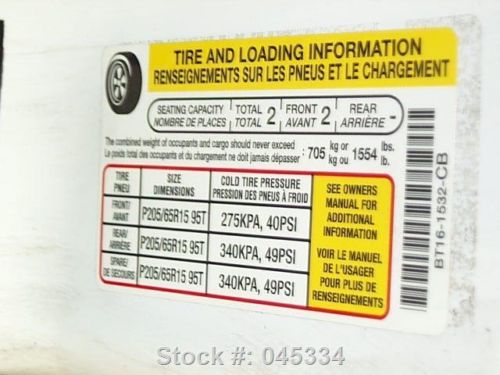 TIRE AND LOADING INFORMATION
RENSEIGNEMENTS SUR LES PNEUS ET LE CHARGEMENT
SEATING CAPACITY TOTAL 2 FRONT 2 REAR -
NOMBRE DE PLACES TOTAL AVANT ARRIÈRE
The combined weight of occupants and cargo should never exceed : 705 kg or 1554 lbs.
Le poids total des occupants et du chargement ne doit jamais dépasser : kg ou lb.
TIRE SIZE COLD TIRE PRESSURE
PNEU DIMENSIONS PRESSION DES PNEUS À FROID
FRONT/
AVANT P205/65R15 95T 275KPA, 40PSI
REAR/
ARRIÈRE P205/65R15 95T 340KPA, 49PSI
SPARE/
DE SECOURS P205/65R15 95T 340KPA, 49PSI
SEE OWNERS
MANUAL FOR
ADDITIONAL
INFORMATION
VOIR LE MANUEL
DE L'USAGER
POUR PLUS DE
RENSEIGNEMENTS
BT16-1532-CB
Stock #: 045334